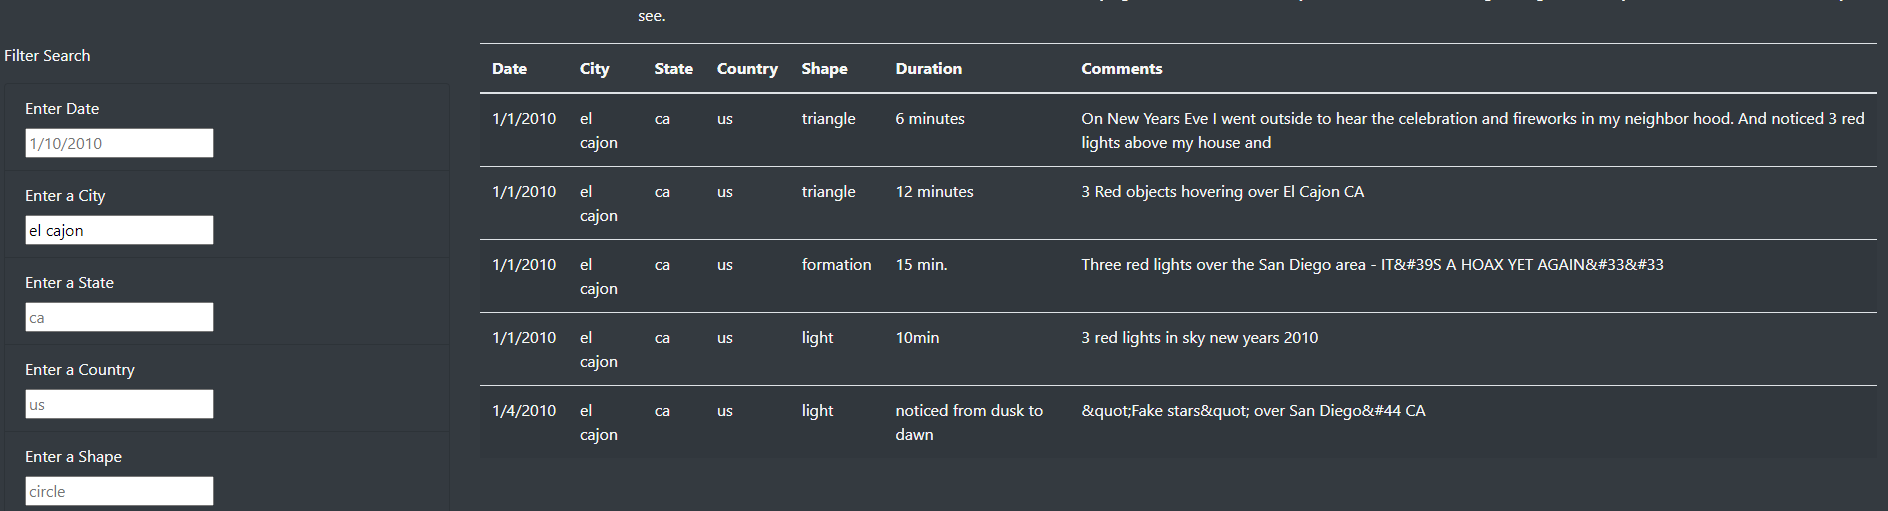 see.
Filter Search
Enter Date
1/10/2010
Enter a City
el cajon
Enter a State
ca
Enter a Country
us
Enter a Shape
circle
Date City State Country Shape Duration Comments
1/1/2010 el cajon ca us triangle 6 minutes On New Years Eve I went outside to hear the celebration and fireworks in my neighbor hood. And noticed 3 red
lights above my house and
1/1/2010 el cajon ca us triangle 12 minutes 3 Red objects hovering over El Cajon CA
1/1/2010 el cajon ca us formation 15 min. Three red lights over the San Diego area - IT&#39S A HOAX YET AGAIN&#33&#33
1/1/2010 el cajon ca us light 10min 3 red lights in sky new years 2010
1/4/2010 el cajon ca us light noticed from dusk to dawn &quot;Fake stars&quot; over San Diego&#44 CA